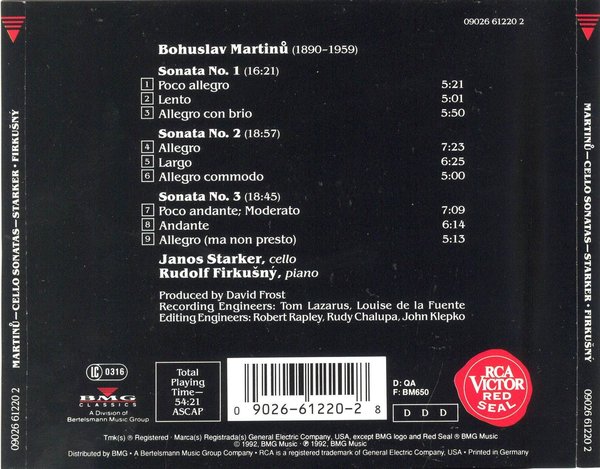 09026 61220 2
Bohuslav Martinů (1890–1959)
Sonata No. 1 (16:21)
1 Poco allegro 5:21
2 Lento 5:01
3 Allegro con brio 5:50
Sonata No. 2 (18:57)
4 Allegro 7:23
5 Largo 6:25
6 Allegro commodo 5:00
Sonata No. 3 (18:45)
7 Poco andante; Moderato 7:09
8 Andante 6:14
9 Allegro (ma non presto) 5:13
Janos Starker, cello
Rudolf Firkušný, piano
Produced by David Frost
Recording Engineers: Tom Lazarus, Louise de la Fuente
Editing Engineers: Robert Rapley, Rudy Chalupa, John Klepko
LC 0316
BMG
CLASSICS
A Division of
Bertelsmann Music Group
Total
Playing
Time—
54:21
ASCAP
0 09026-61220-2 8
D: QA
F: BM650
D D D
RCA
VICTOR
RED
SEAL
Tmk(s) ® Registered • Marca(s) Registrada(s) General Electric Company, USA, except BMG logo and Red Seal ® BMG Music
© 1992, BMG Music • ℗ 1992, BMG Music
Distributed by BMG • A Bertelsmann Music Group Company • RCA is a registered trademark of General Electric Company, USA • Printed in Germany
MARTINŮ—CELLO SONATAS—STARKER • FIRKUŠNÝ
09026 61220 2
MARTINŮ—CELLO SONATAS—STARKER • FIRKUŠNÝ
09026 61220 2